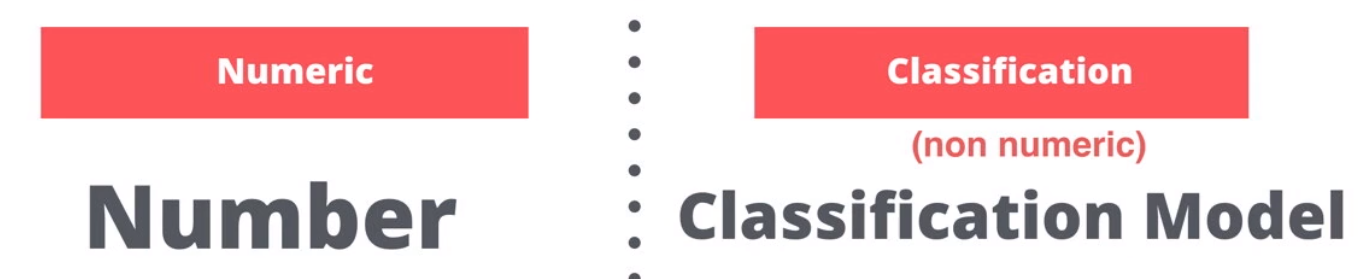 Numeric
Number
Classification
(non numeric)
Classification Model